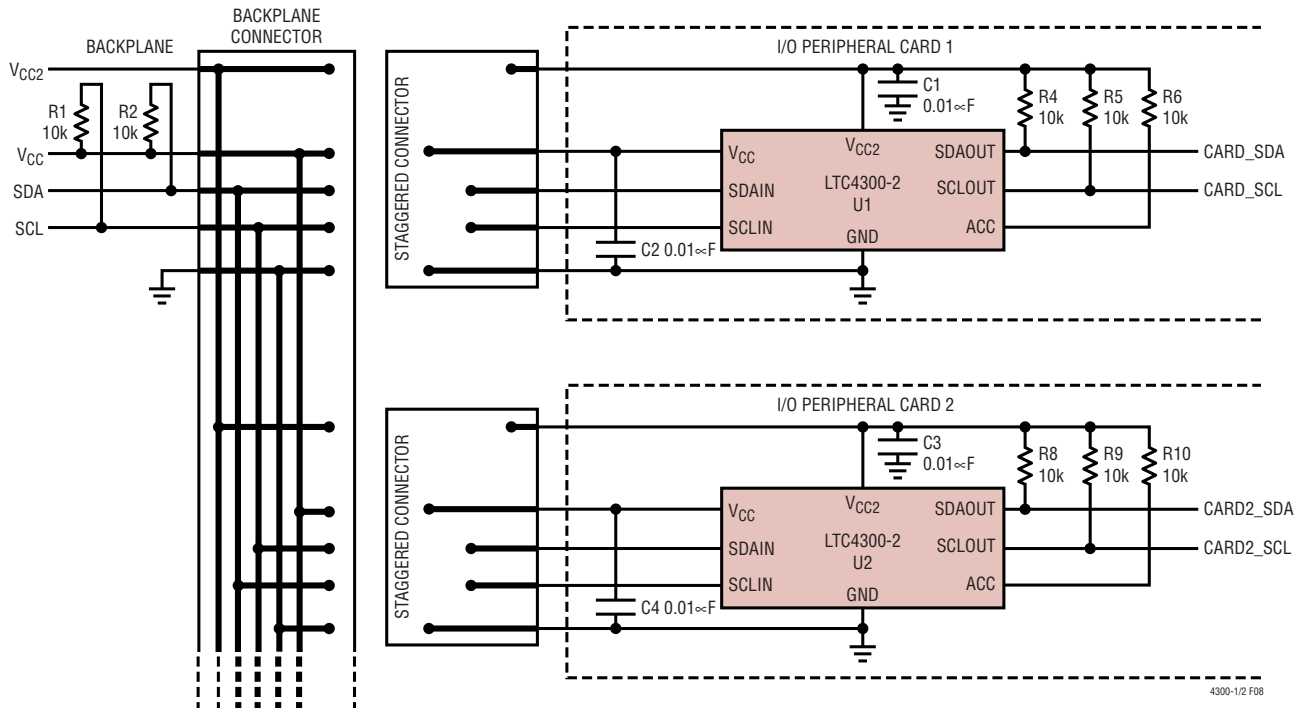 BACKPLANE
CONNECTOR
BACKPLANE
VCC2
R1
10k
R2
10k
VCC
SDA
SCL
STAGGERED CONNECTOR
I/O PERIPHERAL CARD 1
C1
0.01∝F
R4
10k
R5
10k
R6
10k
VCC
VCC2
SDAOUT
CARD_SDA
SDAIN
LTC4300-2
U1
SCLOUT
CARD_SCL
SCLIN
GND
ACC
C2 0.01∝F
STAGGERED CONNECTOR
I/O PERIPHERAL CARD 2
C3
0.01∝F
R8
10k
R9
10k
R10
10k
VCC
VCC2
SDAOUT
CARD2_SDA
SDAIN
LTC4300-2
U2
SCLOUT
CARD2_SCL
SCLIN
GND
ACC
C4 0.01∝F
4300-1/2 F08